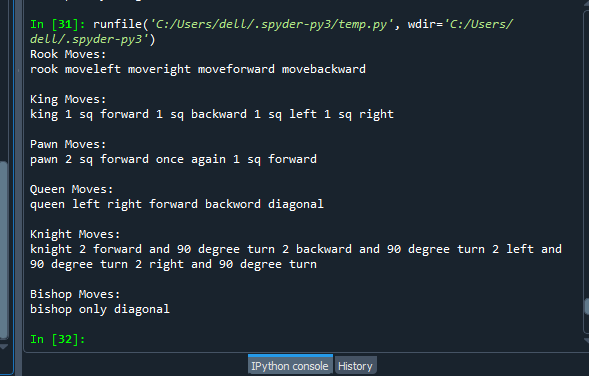 In [31]: runfile('C:/Users/dell/.spyder-py3/temp.py', wdir='C:/Users/
dell/.spyder-py3')
Rook Moves:
rook moveleft moveright moveforward movebackward
King Moves:
king 1 sq forward 1 sq backward 1 sq left 1 sq right
Pawn Moves:
pawn 2 sq forward once again 1 sq forward
Queen Moves:
queen left right forward backword diagonal
Knight Moves:
knight 2 forward and 90 degree turn 2 backward and 90 degree turn 2 left and
90 degree turn 2 right and 90 degree turn
Bishop Moves:
bishop only diagonal
In [32]:
IPython console History